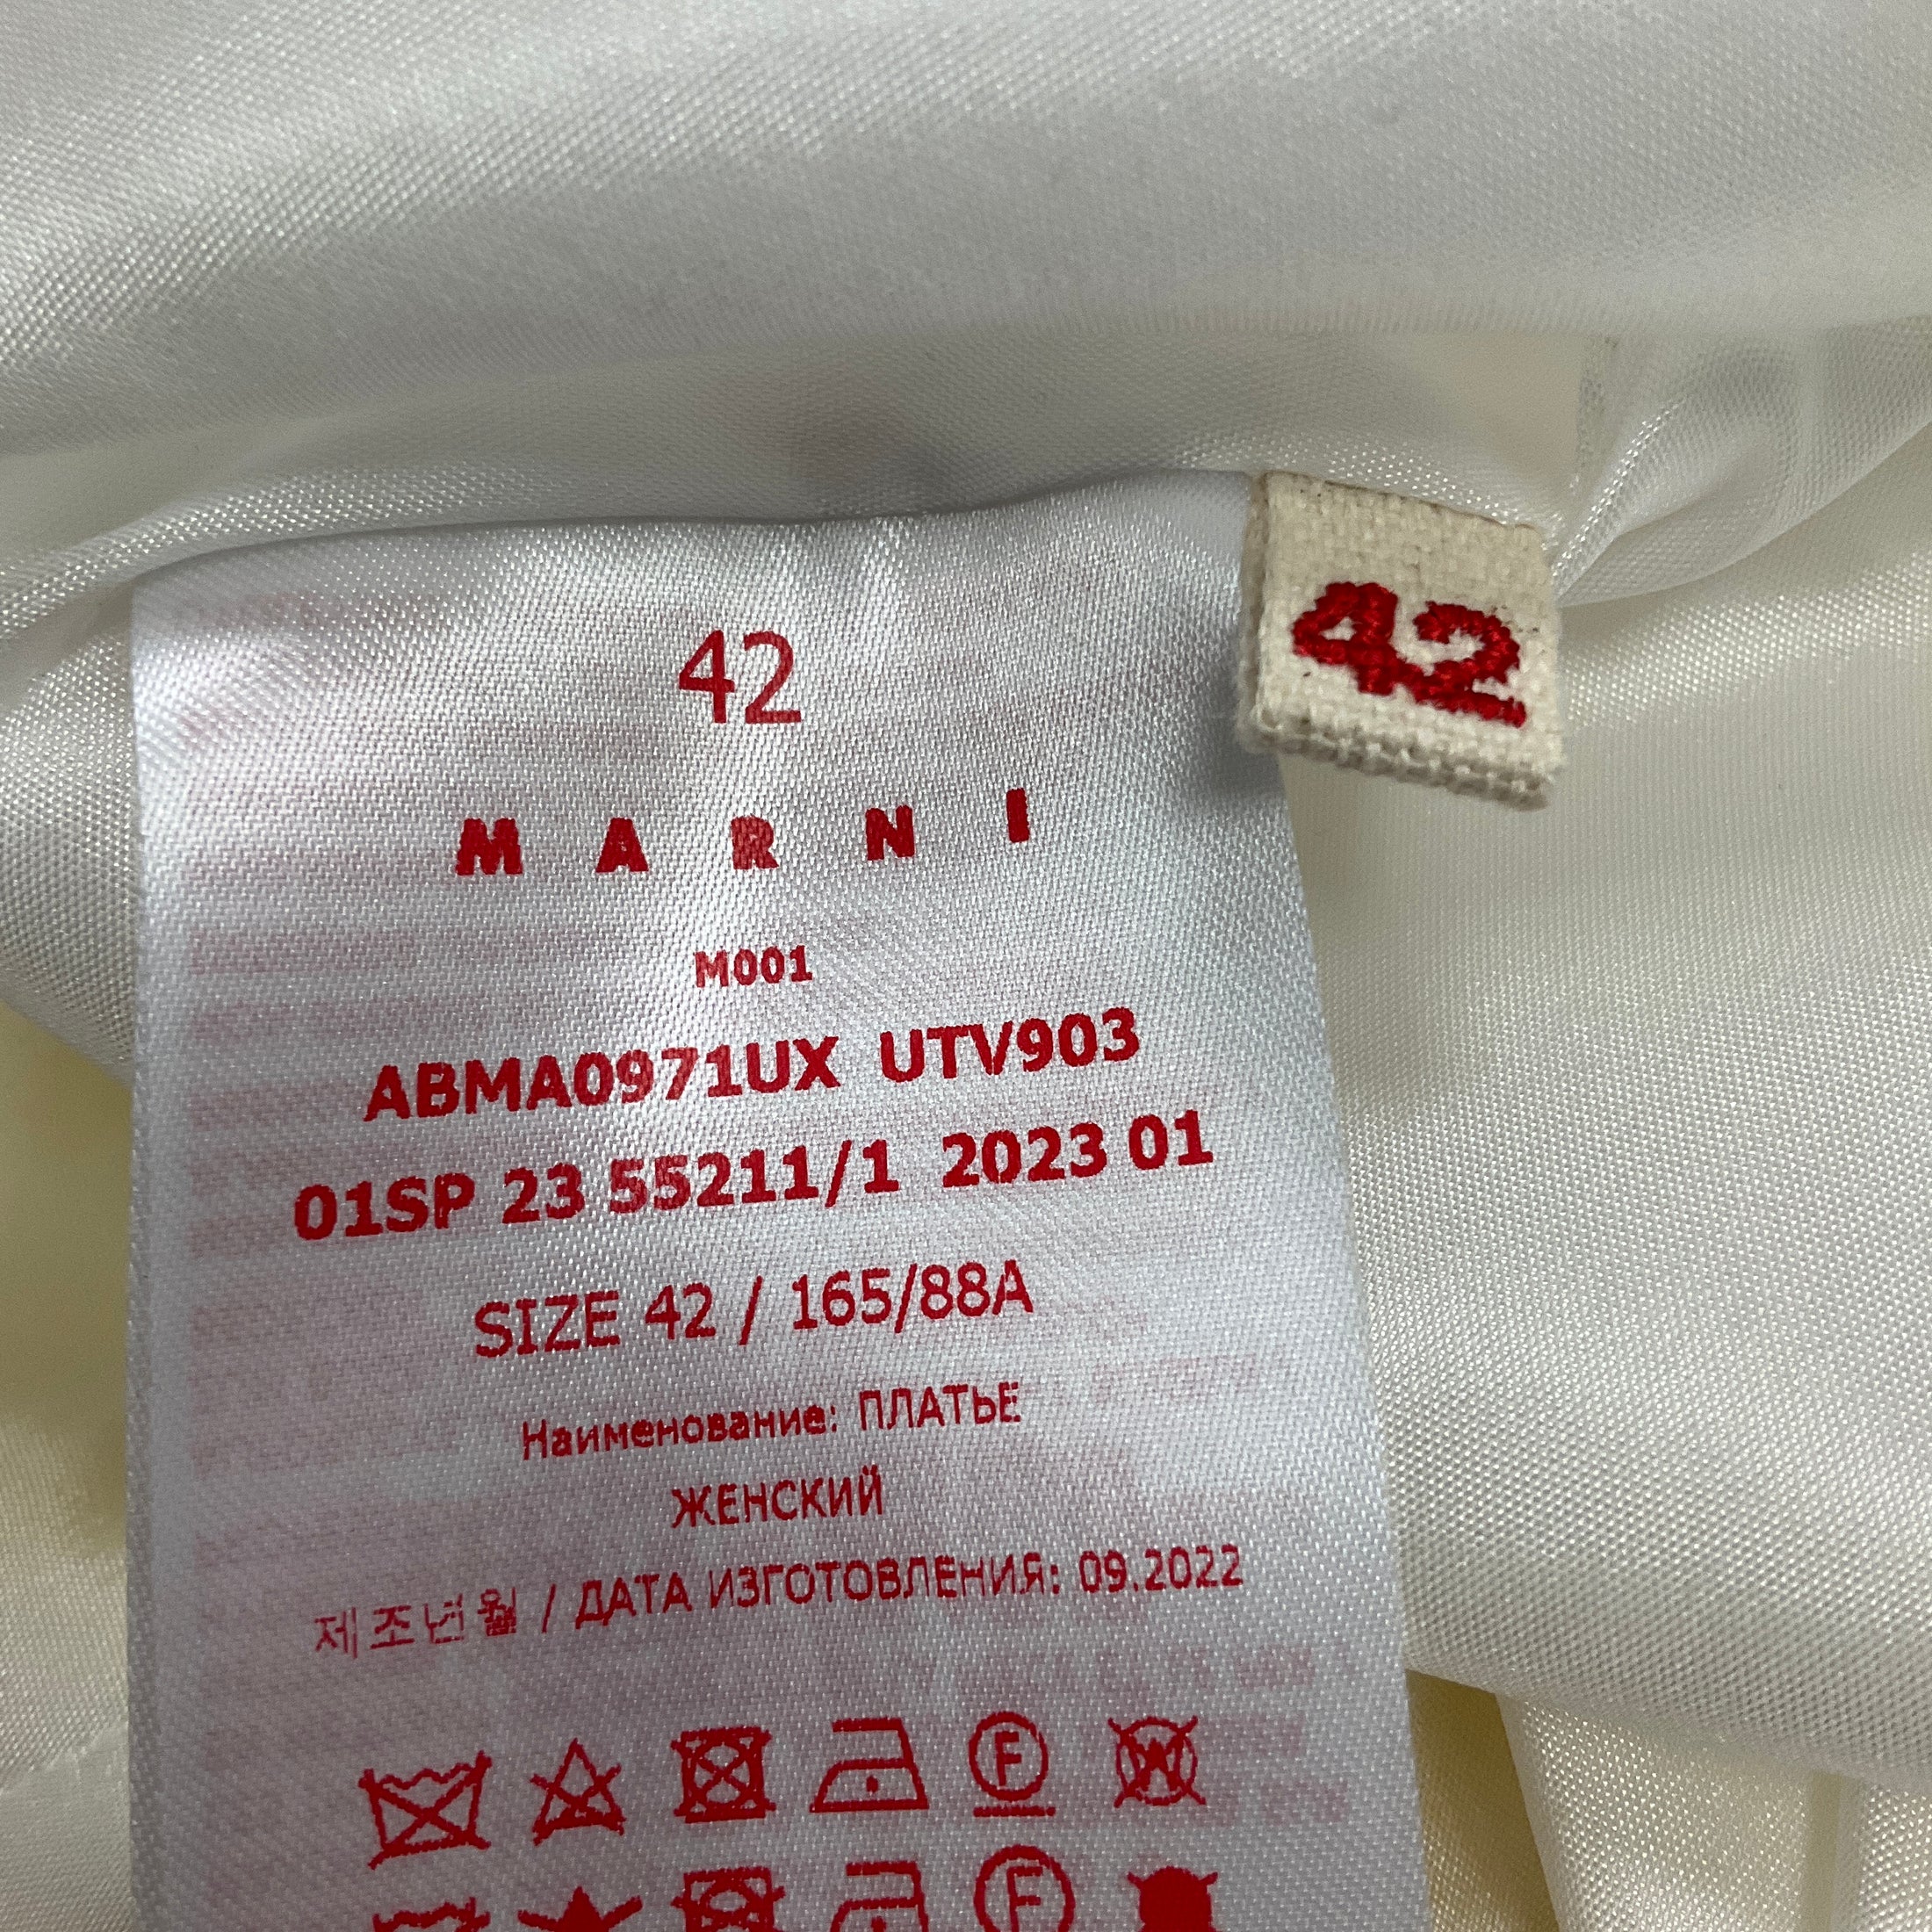 42
42
MARNI
M001
ABMA0971UX UTV903
01SP 23 55211/1 2023 01
SIZE 42 / 165/88A
Наименование: ПЛАТЬЕ
ЖЕНСКИЙ
제조년월 / ДАТА ИЗГОТОВЛЕНИЯ: 09.2022
F W
F